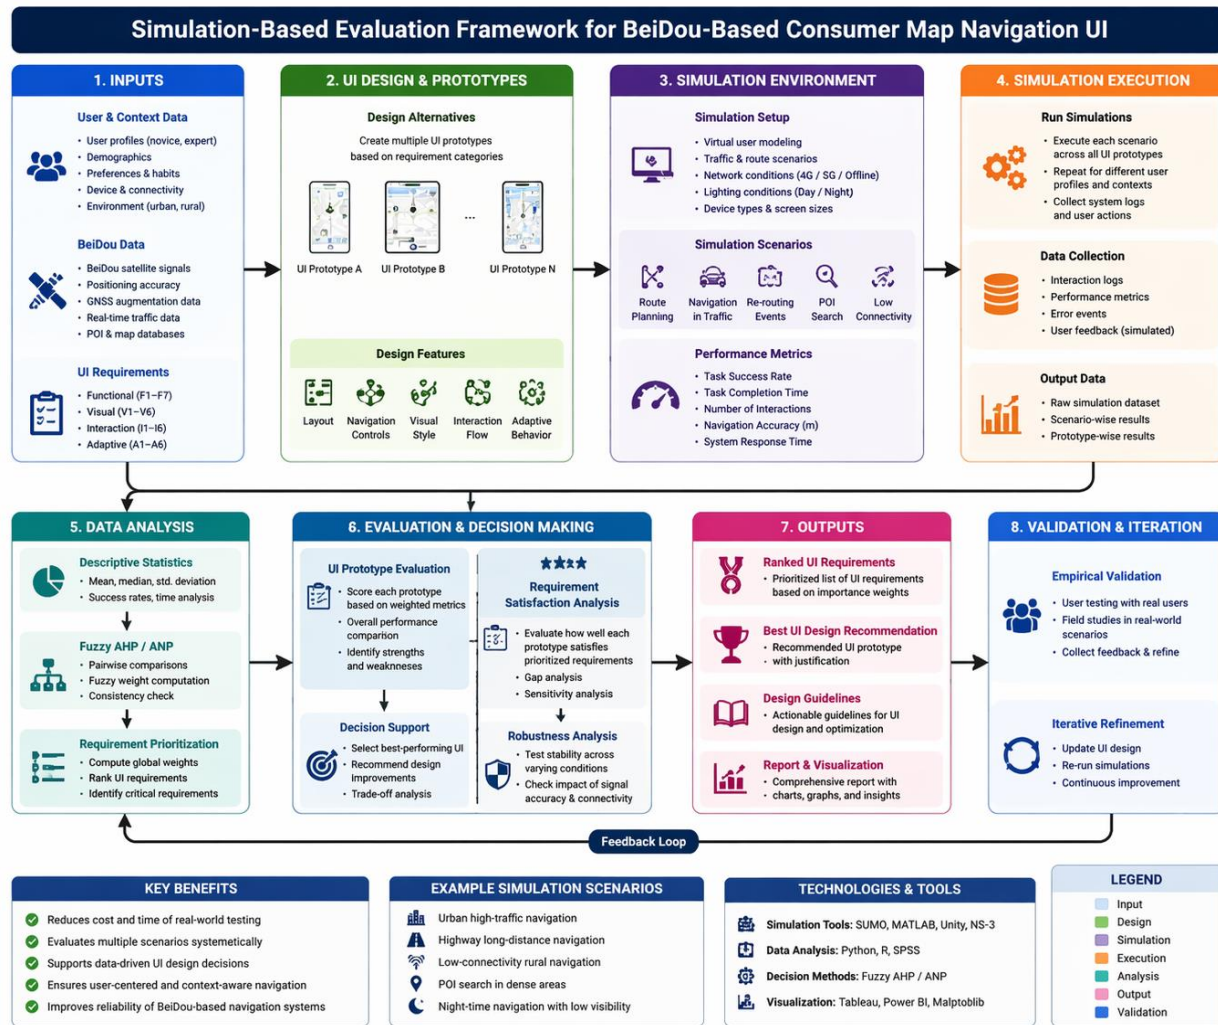 Simulation-Based Evaluation Framework for BeiDou-Based Consumer Map Navigation UI
1. INPUTS
User & Context Data
• User profiles (novice, expert)
• Demographics
• Preferences & habits
• Device & connectivity
• Environment (urban, rural)
BeiDou Data
• BeiDou satellite signals
• Positioning accuracy
• GNSS augmentation data
• Real-time traffic data
• POI & map databases
UI Requirements
• Functional (F1–F7)
• Visual (V1–V6)
• Interaction (I1–I6)
• Adaptive (A1–A6)
2. UI DESIGN & PROTOTYPES
Design Alternatives
Create multiple UI prototypes
based on requirement categories
...
UI Prototype A
UI Prototype B
UI Prototype N
Design Features
Layout
Navigation
Controls
Visual
Style
Interaction
Flow
Adaptive
Behavior
3. SIMULATION ENVIRONMENT
Simulation Setup
• Virtual user modeling
• Traffic & route scenarios
• Network conditions (4G / SG / Offline)
• Lighting conditions (Day / Night)
• Device types & screen sizes
Simulation Scenarios
Route
Planning
Navigation
in Traffic
Re-routing
Events
POI
Search
Low
Connectivity
Performance Metrics
• Task Success Rate
• Task Completion Time
• Number of Interactions
• Navigation Accuracy (m)
• System Response Time
4. SIMULATION EXECUTION
Run Simulations
• Execute each scenario
across all UI prototypes
• Repeat for different user
profiles and contexts
• Collect system logs
and user actions
Data Collection
• Interaction logs
• Performance metrics
• Error events
• User feedback (simulated)
Output Data
• Raw simulation dataset
• Scenario-wise results
• Prototype-wise results
5. DATA ANALYSIS
Descriptive Statistics
• Mean, median, std. deviation
• Success rates, time analysis
Fuzzy AHP / ANP
• Pairwise comparisons
• Fuzzy weight computation
• Consistency check
Requirement Prioritization
• Compute global weights
• Rank UI requirements
• Identify critical requirements
6. EVALUATION & DECISION MAKING
UI Prototype Evaluation
• Score each prototype
based on weighted metrics
• Overall performance
comparion
• Identify strengths
and weaknneses
Decision Support
• Select best-performing UI
• Recommend design
Improvements
• Trade-off analysis
Requirement
Satisfaction Analysis
• Evaluate how well each
prototype satisfies
prioritized requirements
• Gap analysis
• Sensitivity analysis
Robustness Analysis
• Test stability across
varying conditions
• Check impact of signal
accuracy & connectivity
7. OUTPUTS
Ranked UI Requirements
• Prioritized list of UI requirements
based on importance weights
Best UI Design Recommendation
• Recommended UI prototype
• with justification
Design Guidelines
• Actionable guidelines for UI
design and optimization
Report & Visualization
• Comprehensive report with
• charts, graphs, and insights
8. VALIDATION & ITERATION
Empirical Validation
• User testing with real users
• Field studies in real-world
scenarios
• Collect feedback & refine
Iterative Refinement
• Update UI design
• Re-run simulations
• Continuous improvement
Feedback Loop
KEY BENEFITS
Reduces cost and time of real-world testing
Evaluates multiple scenarios systemetically
Supports data-driven UI design decisions
Ensures user-centered and context-aware navigation
Improves reliability of BeiDou-based navigation systems
EXAMPLE SIMULATION SCENARIOS
Urban high-traffic navigation
Highway long-distance navigation
Low-connectivity rural navigation
POI search in dense areas
Night-time navigation with low visibility
TECHNOLOGIES & TOOLS
Simulation Tools: SUMO, MATLAB, Unity, NS-3
Data Analysis: Python, R, SPSS
Decision Methods: Fuzzy AHP / ANP
Visualization: Tableau, Power BI, Malptoblib
LEGEND
Input
Design
Simulation
Execution
Analysis
Output
Validation